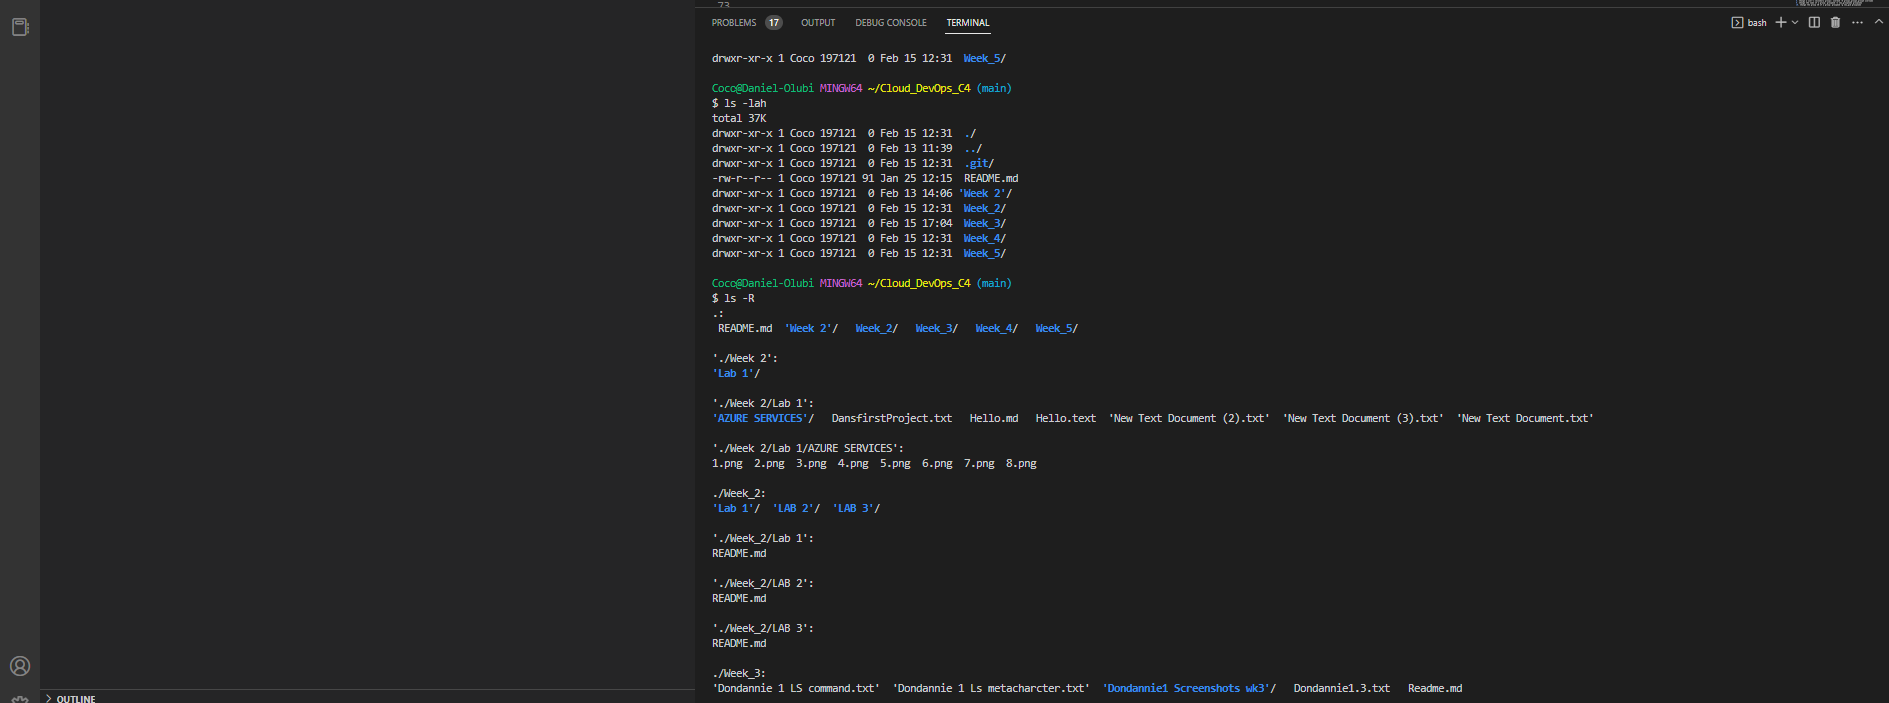 73
PROBLEMS 17 OUTPUT DEBUG CONSOLE TERMINAL
bash
drwxr-xr-x 1 Coco 197121  0 Feb 15 12:31  Week_5/
Coco@Daniel-Olubi MINGW64 ~/Cloud_DevOps_C4 (main)
$ ls -lah
total 37K
drwxr-xr-x 1 Coco 197121  0 Feb 15 12:31  ./
drwxr-xr-x 1 Coco 197121  0 Feb 13 11:39  ../
drwxr-xr-x 1 Coco 197121  0 Feb 15 12:31  .git/
-rw-r--r-- 1 Coco 197121 91 Jan 25 12:15  README.md
drwxr-xr-x 1 Coco 197121  0 Feb 13 14:06 'Week 2'/
drwxr-xr-x 1 Coco 197121  0 Feb 15 12:31  Week_2/
drwxr-xr-x 1 Coco 197121  0 Feb 15 17:04  Week_3/
drwxr-xr-x 1 Coco 197121  0 Feb 15 12:31  Week_4/
drwxr-xr-x 1 Coco 197121  0 Feb 15 12:31  Week_5/
Coco@Daniel-Olubi MINGW64 ~/Cloud_DevOps_C4 (main)
$ ls -R
.:
 README.md  'Week 2'/   Week_2/   Week_3/   Week_4/   Week_5/
'./Week 2':
'Lab 1'/
'./Week 2/Lab 1':
'AZURE SERVICES'/   DansfirstProject.txt   Hello.md   Hello.text  'New Text Document (2).txt'  'New Text Document (3).txt'  'New Text Document.txt'
'./Week 2/Lab 1/AZURE SERVICES':
1.png  2.png  3.png  4.png  5.png  6.png  7.png  8.png
./Week_2:
'Lab 1'/  'LAB 2'/  'LAB 3'/
'./Week_2/Lab 1':
README.md
'./Week_2/LAB 2':
README.md
'./Week_2/LAB 3':
README.md
./Week_3:
'Dondannie 1 LS command.txt'  'Dondannie 1 Ls metacharcter.txt'  'Dondannie1 Screenshots wk3'/   Dondannie1.3.txt   Readme.md
OUTLINE